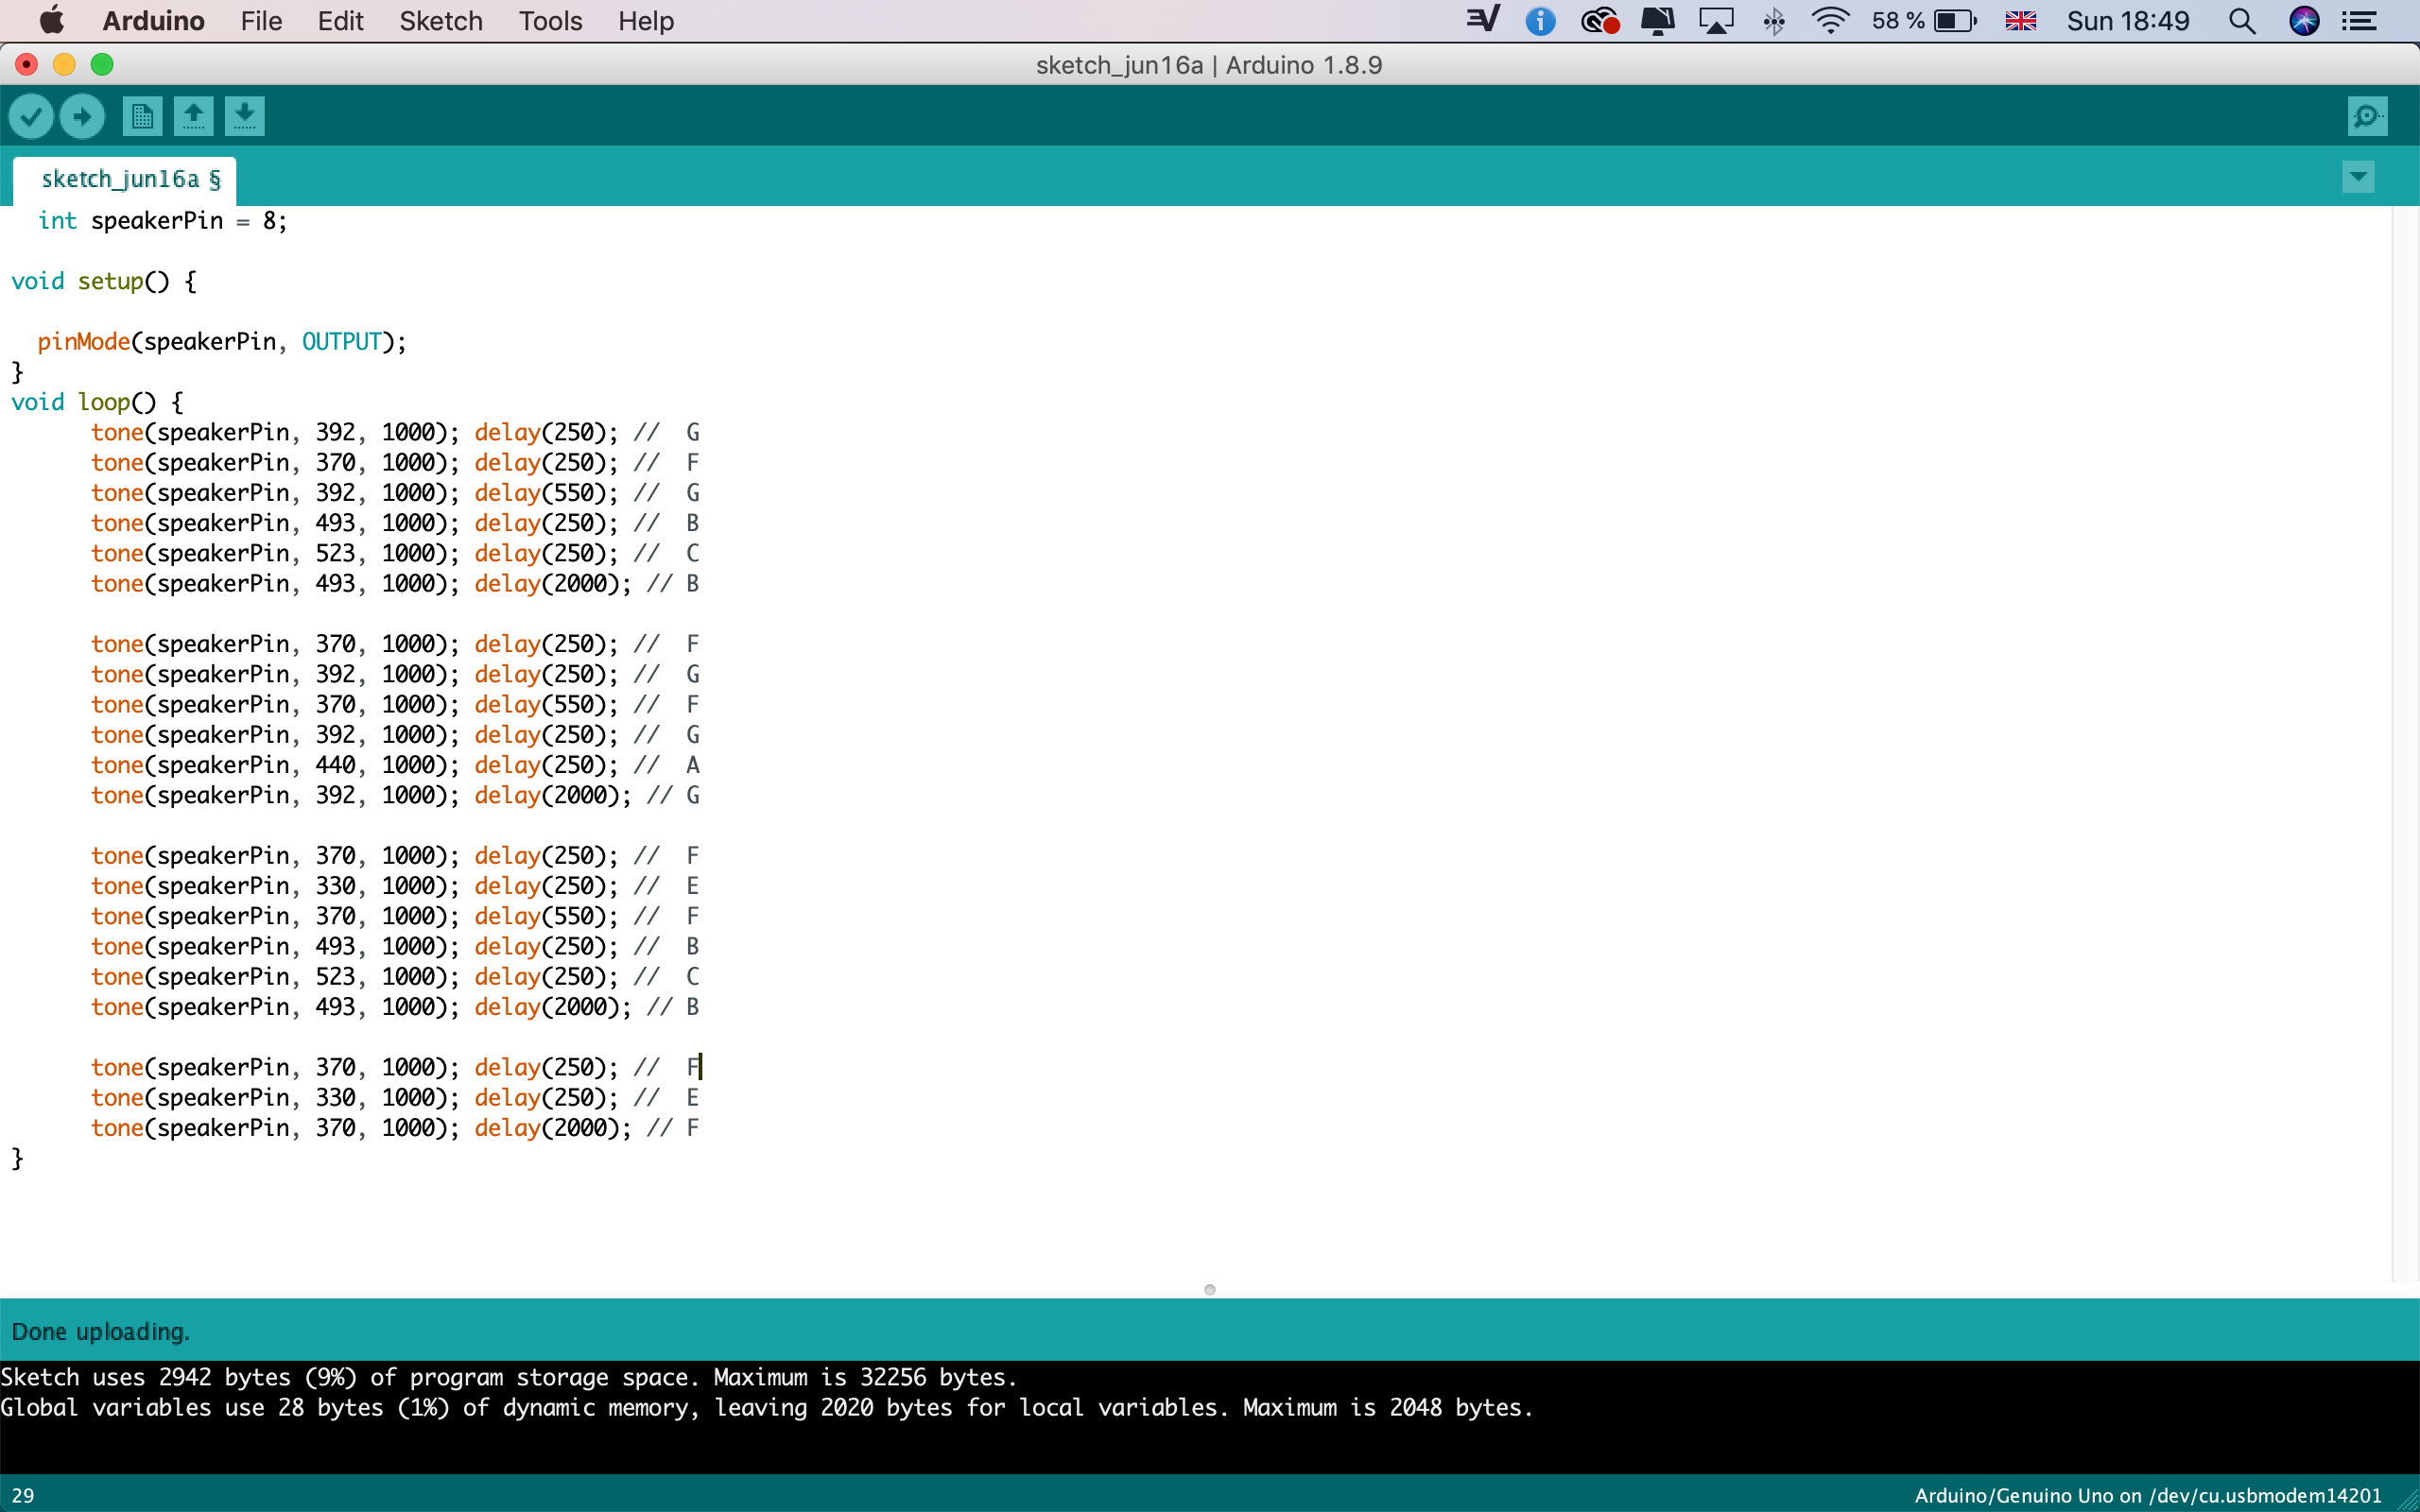 Arduino File Edit Sketch Tools Help 58 % Sun 18:49
sketch_jun16a | Arduino 1.8.9
sketch_jun16a §
int speakerPin = 8;
void setup() {
pinMode(speakerPin, OUTPUT);
}
void loop() {
tone(speakerPin, 392, 1000); delay(250); // G
tone(speakerPin, 370, 1000); delay(250); // F
tone(speakerPin, 392, 1000); delay(550); // G
tone(speakerPin, 493, 1000); delay(250); // B
tone(speakerPin, 523, 1000); delay(250); // C
tone(speakerPin, 493, 1000); delay(2000); // B
tone(speakerPin, 370, 1000); delay(250); // F
tone(speakerPin, 392, 1000); delay(250); // G
tone(speakerPin, 370, 1000); delay(550); // F
tone(speakerPin, 392, 1000); delay(250); // G
tone(speakerPin, 440, 1000); delay(250); // A
tone(speakerPin, 392, 1000); delay(2000); // G
tone(speakerPin, 370, 1000); delay(250); // F
tone(speakerPin, 330, 1000); delay(250); // E
tone(speakerPin, 370, 1000); delay(550); // F
tone(speakerPin, 493, 1000); delay(250); // B
tone(speakerPin, 523, 1000); delay(250); // C
tone(speakerPin, 493, 1000); delay(2000); // B
tone(speakerPin, 370, 1000); delay(250); // F
tone(speakerPin, 330, 1000); delay(250); // E
tone(speakerPin, 370, 1000); delay(2000); // F
}
Done uploading.
Sketch uses 2942 bytes (9%) of program storage space. Maximum is 32256 bytes.
Global variables use 28 bytes (1%) of dynamic memory, leaving 2020 bytes for local variables. Maximum is 2048 bytes.
29 Arduino/Genuino Uno on /dev/cu.usbmodem14201